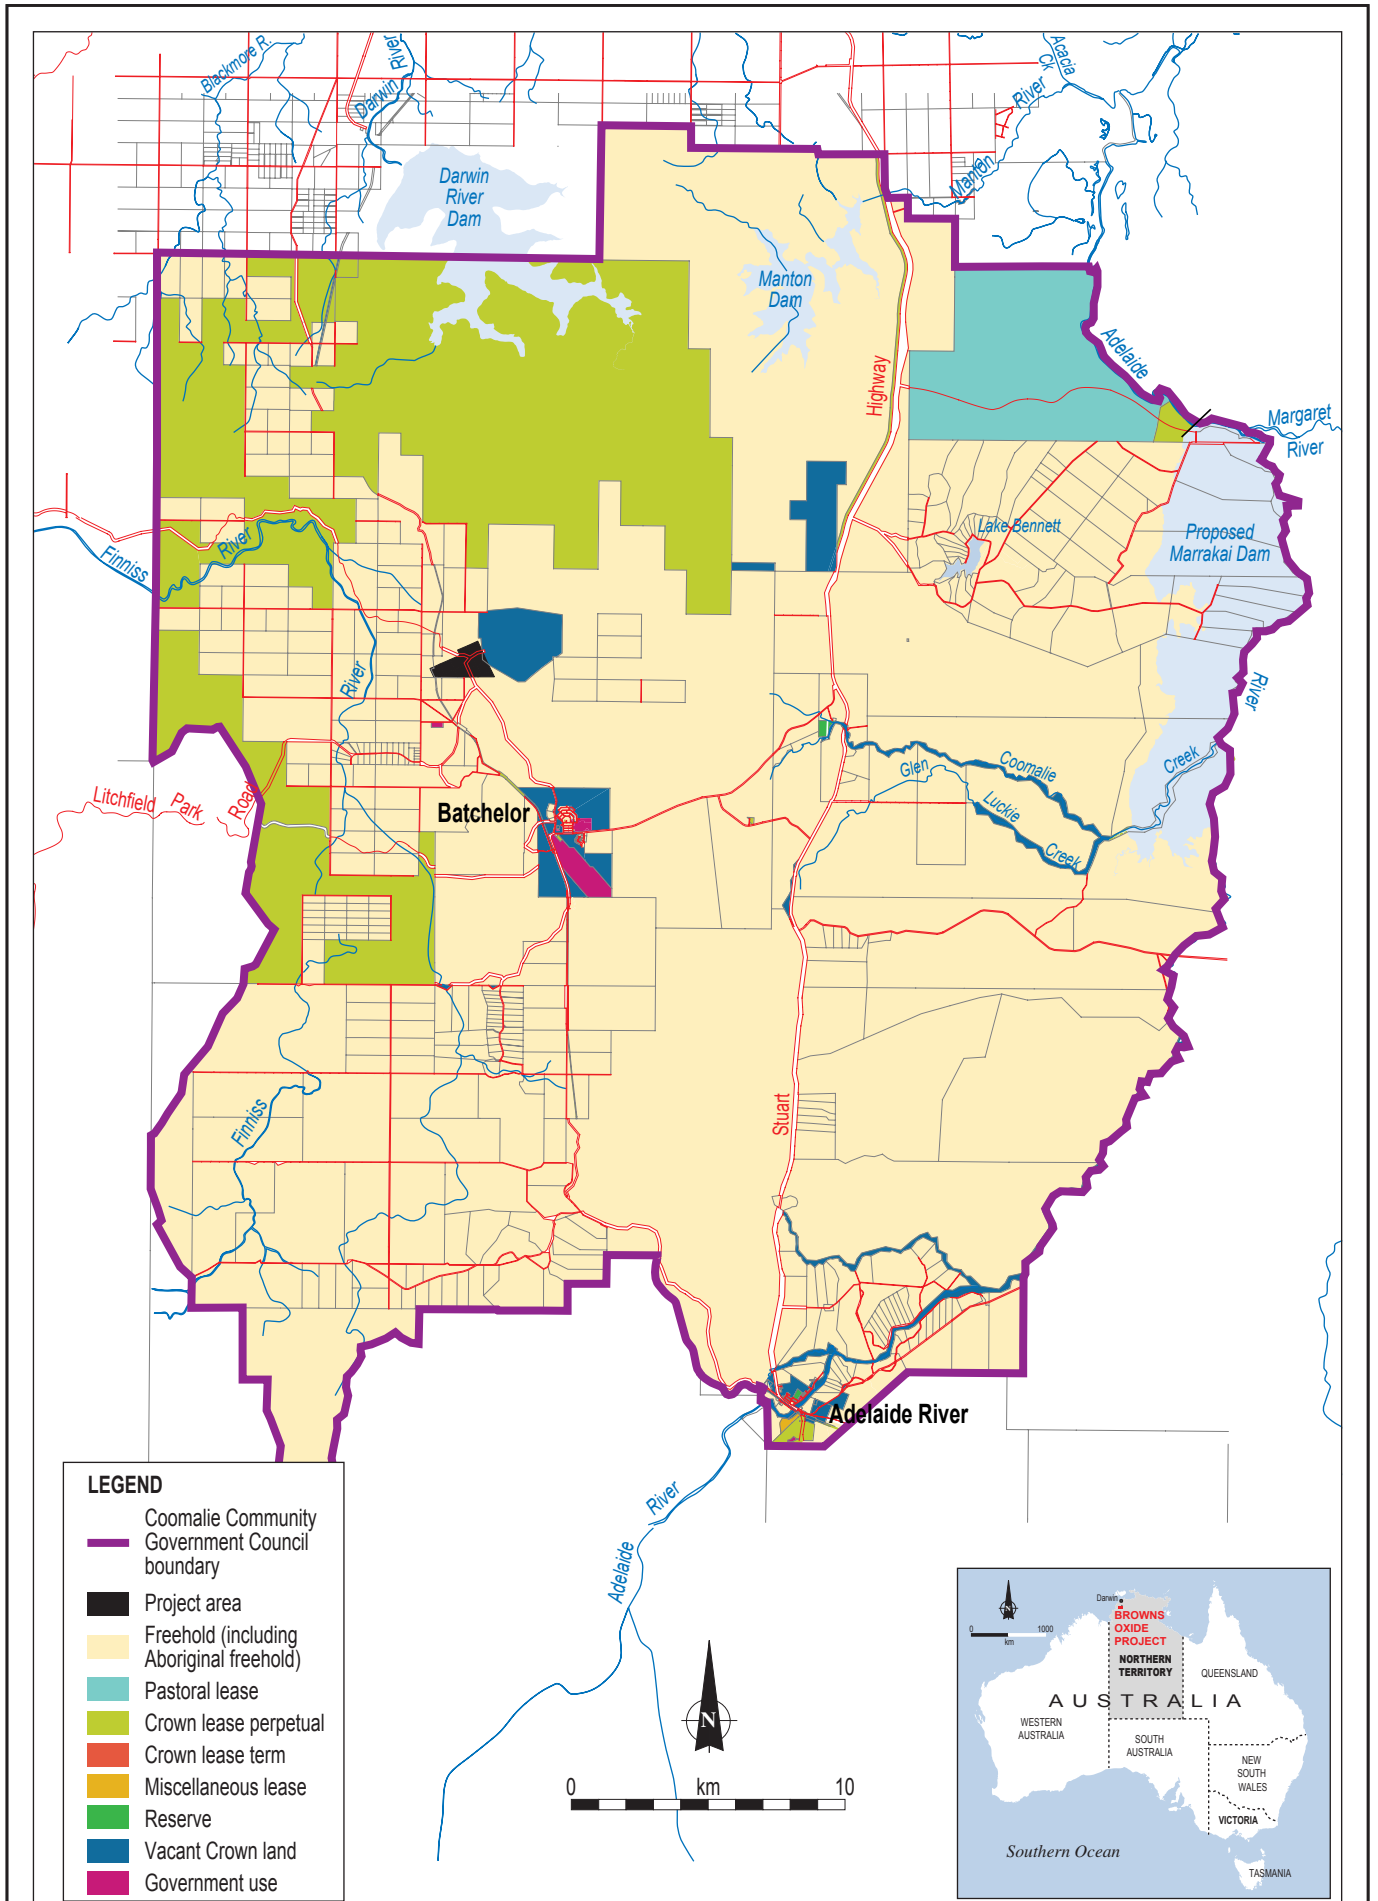 Blackmore R.
Darwin
River
Acacia
Ck
River
Manton
Darwin
River
Dam
Manton
Dam
Highway
Adelaide
Margaret
River
Lake Bennett
Proposed
Marrakai Dam
Finniss
River
River
River
Glen
Luckie
Creek
Coomalie
Creek
Litchfield
Park
Road
Batchelor
Stuart
Finniss
Adelaide River
River
Adelaide
LEGEND
Coomalie Community
Government Council
boundary
Project area
Freehold (including
Aboriginal freehold)
Pastoral lease
Crown lease perpetual
Crown lease term
Miscellaneous lease
Reserve
Vacant Crown land
Government use
N
0 km 10
N
0 1000
km
Darwin
BROWNS
OXIDE
PROJECT
NORTHERN
TERRITORY
QUEENSLAND
AUSTRALIA
WESTERN
AUSTRALIA
SOUTH
AUSTRALIA
NEW
SOUTH
WALES
VICTORIA
Southern Ocean
TASMANIA